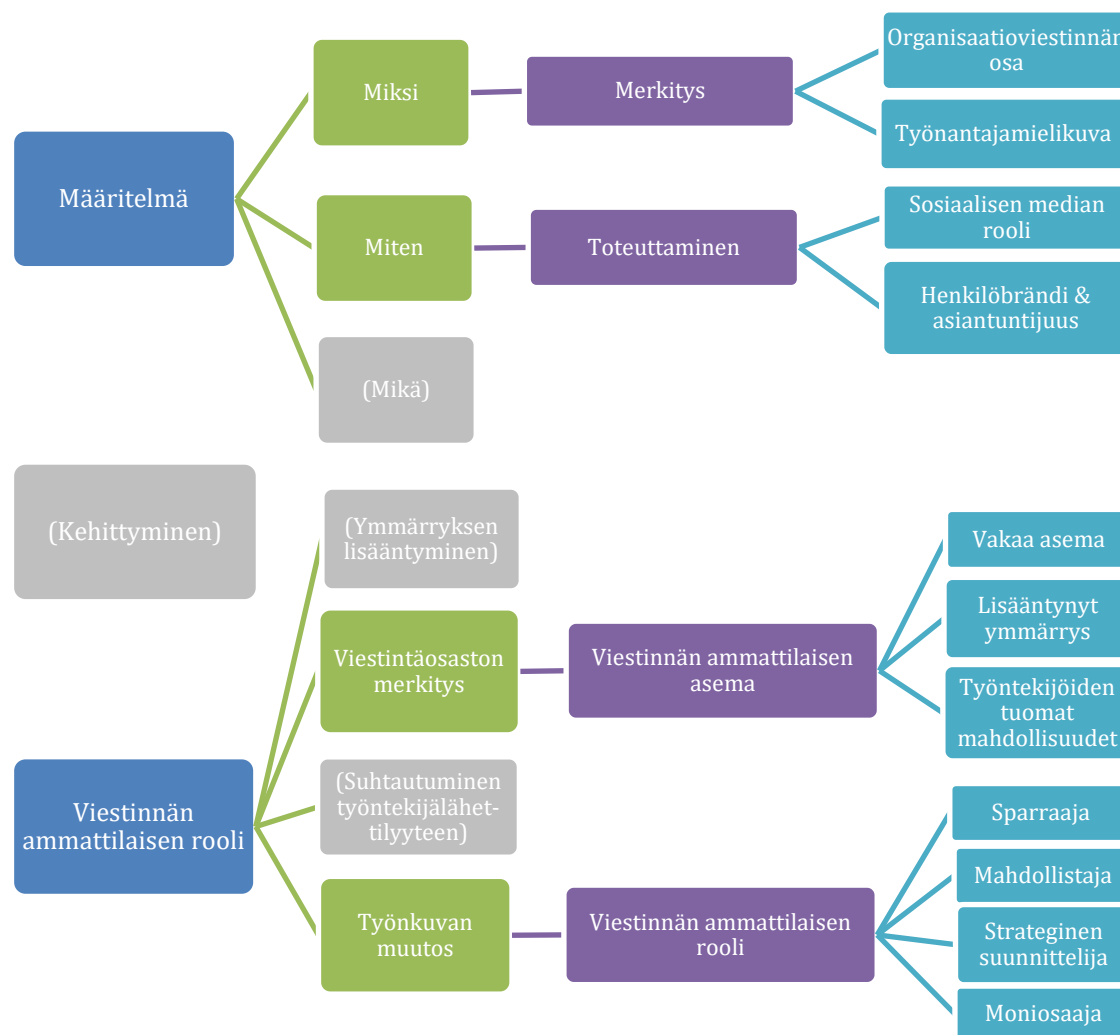 Määritelmä
Miksi
Merkitys
Organisaatioviestinnän
osa
Työnantajamielikuva
Miten
Toteuttaminen
Sosiaalisen median
rooli
Henkilöbrändi &
asiantuntijuus
(Mikä)
(Kehittyminen)
Viestinnän
ammattilaisen rooli
(Ymmärryksen
lisääntyminen)
Viestintäosaston
merkitys
Viestinnän ammattilaisen
asema
Vakaa asema
Lisääntynyt
ymmärrys
Työntekijöiden
tuomat
mahdollisuudet
(Suhtautuminen
työntekijälähet-
tilyyteen)
Työnkuvan
muutos
Viestinnän ammattilaisen
rooli
Sparraaja
Mahdollistaja
Strateginen
suunnittelija
Moniosaaja